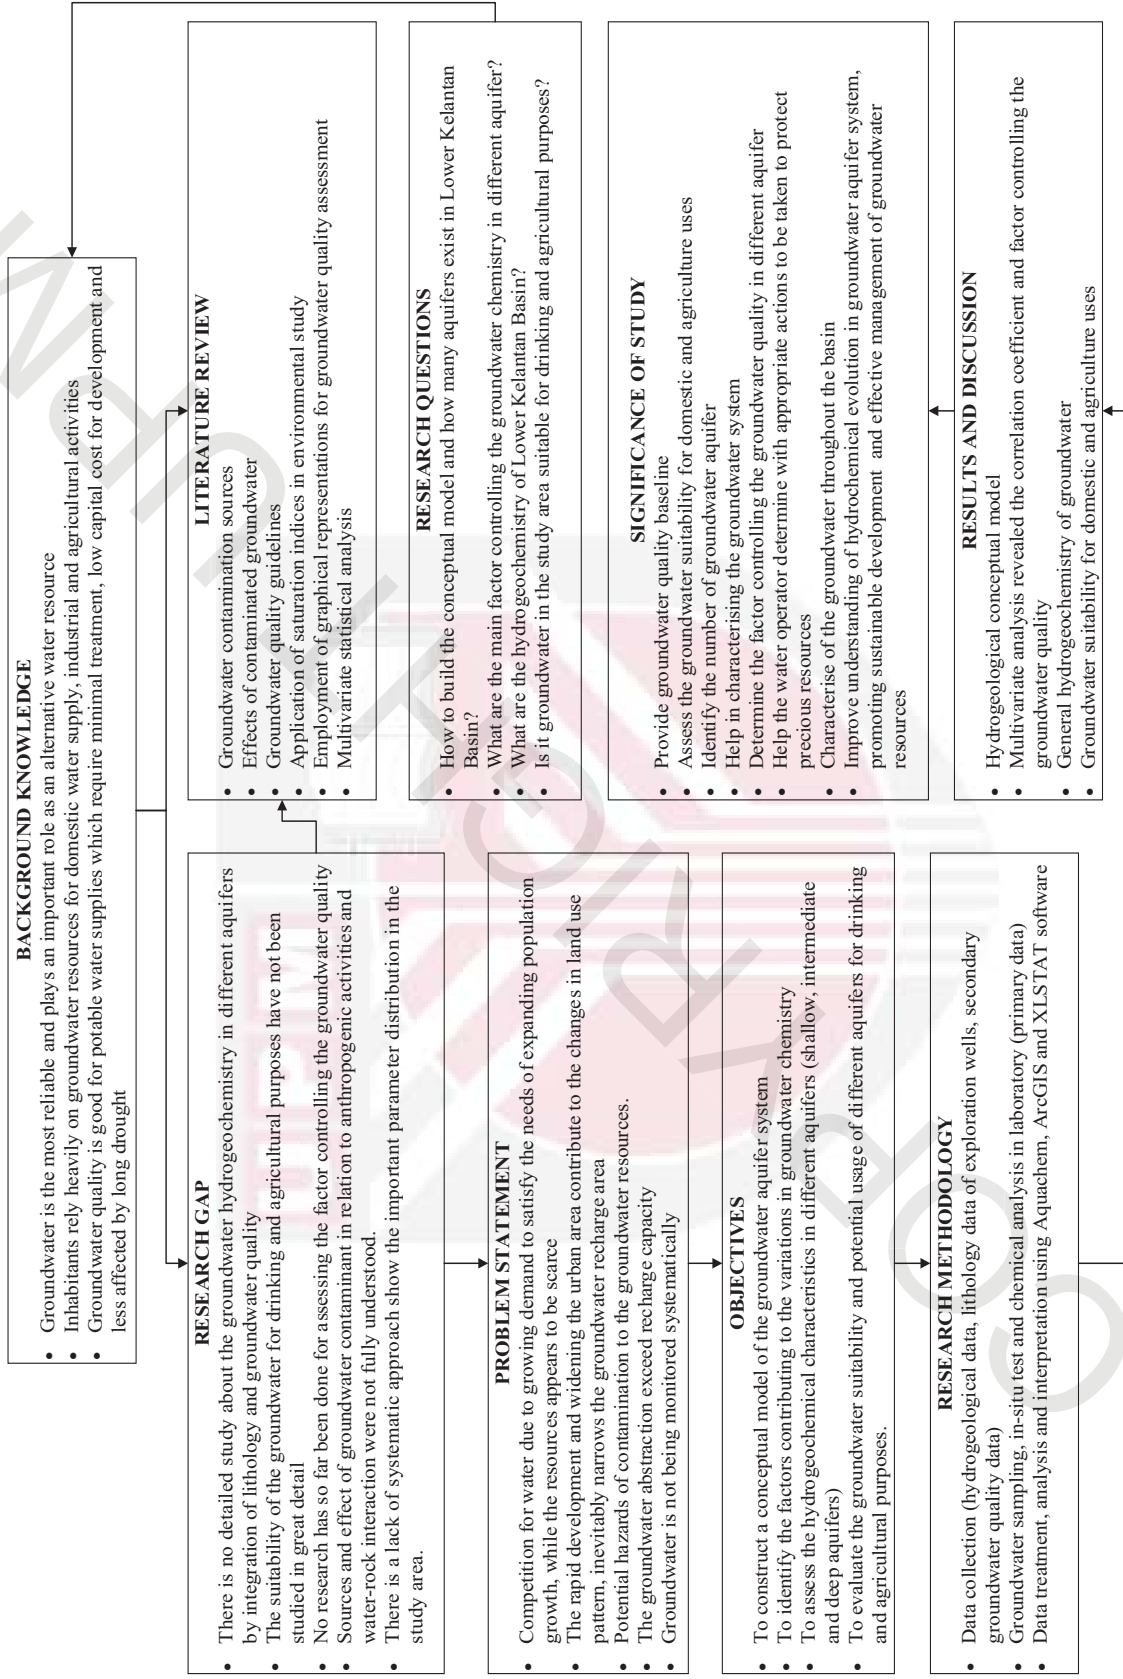 BACKGROUND KNOWLEDGE
• Groundwater is the most reliable and plays an important role as an alternative water resource
• Inhabitants rely heavily on groundwater resources for domestic water supply, industrial and agricultural activities
• Groundwater quality is good for potable water supplies which require minimal treatment, low capital cost for development and
less affected by long drought
RESEARCH GAP
• There is no detailed study about the groundwater hydrogeochemistry in different aquifers
by integration of lithology and groundwater quality
• The suitability of the groundwater for drinking and agricultural purposes have not been
studied in great detail
• No research has so far been done for assessing the factor controlling the groundwater quality
• Sources and effect of groundwater contaminant in relation to anthropogenic activities and
water-rock interaction were not fully understood.
• There is a lack of systematic approach show the important parameter distribution in the
study area.
LITERATURE REVIEW
• Groundwater contamination sources
• Effects of contaminated groundwater
• Groundwater quality guidelines
• Application of saturation indices in environmental study
• Employment of graphical representations for groundwater quality assessment
• Multivariate statistical analysis
PROBLEM STATEMENT
• Competition for water due to growing demand to satisfy the needs of expanding population
growth, while the resources appears to be scarce
• The rapid development and widening the urban area contribute to the changes in land use
pattern, inevitably narrows the groundwater recharge area
• Potential hazards of contamination to the groundwater resources.
• The groundwater abstraction exceed recharge capacity
• Groundwater is not being monitored systematically
RESEARCH QUESTIONS
• How to build the conceptual model and how many aquifers exist in Lower Kelantan
Basin?
• What are the main factor controlling the groundwater chemistry in different aquifer?
• What are the hydrogeochemistry of Lower Kelantan Basin?
• Is it groundwater in the study area suitable for drinking and agricultural purposes?
OBJECTIVES
• To construct a conceptual model of the groundwater aquifer system
• To identify the factors contributing to the variations in groundwater chemistry
• To assess the hydrogeochemical characteristics in different aquifers (shallow, intermediate
and deep aquifers)
• To evaluate the groundwater suitability and potential usage of different aquifers for drinking
and agricultural purposes.
SIGNIFICANCE OF STUDY
• Provide groundwater quality baseline
• Assess the groundwater suitability for domestic and agriculture uses
• Identify the number of groundwater aquifer
• Help in characterising the groundwater system
• Determine the factor controlling the groundwater quality in different aquifer
• Help the water operator determine with appropriate actions to be taken to protect
precious resources
• Characterise of the groundwater throughout the basin
• Improve understanding of hydrochemical evolution in groundwater aquifer system,
promoting sustainable development and effective management of groundwater
resources
RESEARCH METHODOLOGY
• Data collection (hydrogeological data, lithology data of exploration wells, secondary
groundwater quality data)
• Groundwater sampling, in-situ test and chemical analysis in laboratory (primary data)
• Data treatment, analysis and interpretation using Aquachem, ArcGIS and XLSTAT software
RESULTS AND DISCUSSION
• Hydrogeological conceptual model
• Multivariate analysis revealed the correlation coefficient and factor controlling the
groundwater quality
• General hydrogeochemistry of groundwater
• Groundwater suitability for domestic and agriculture uses
UPM
COPYRIGHT UPM